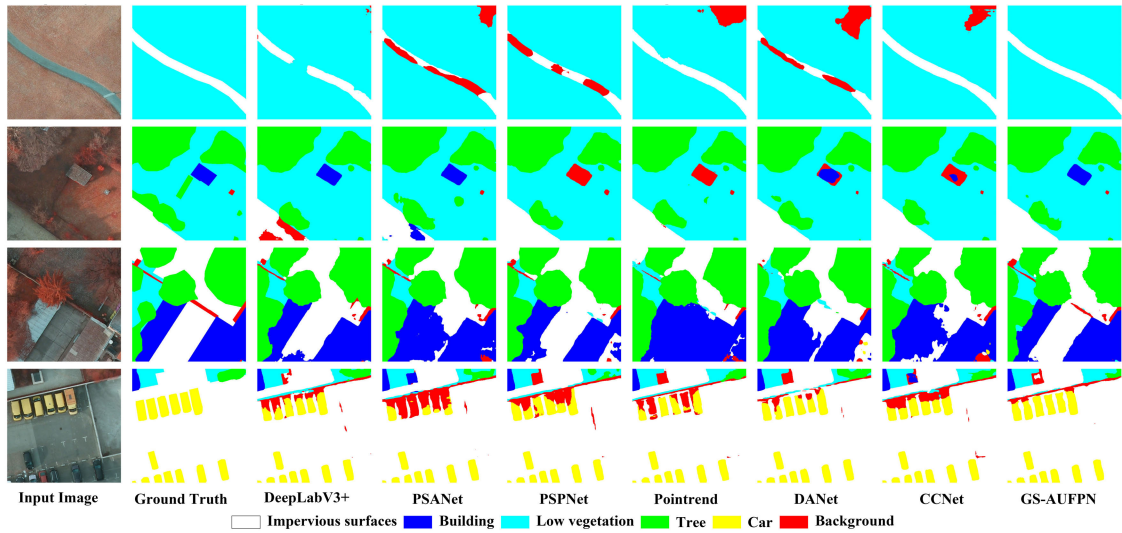 Input Image Ground Truth DeepLabV3+ PSANet PSPNet Pointrend DANet CCNet GS-AUFPN
Impervious surfaces Building Low vegetation Tree Car Background